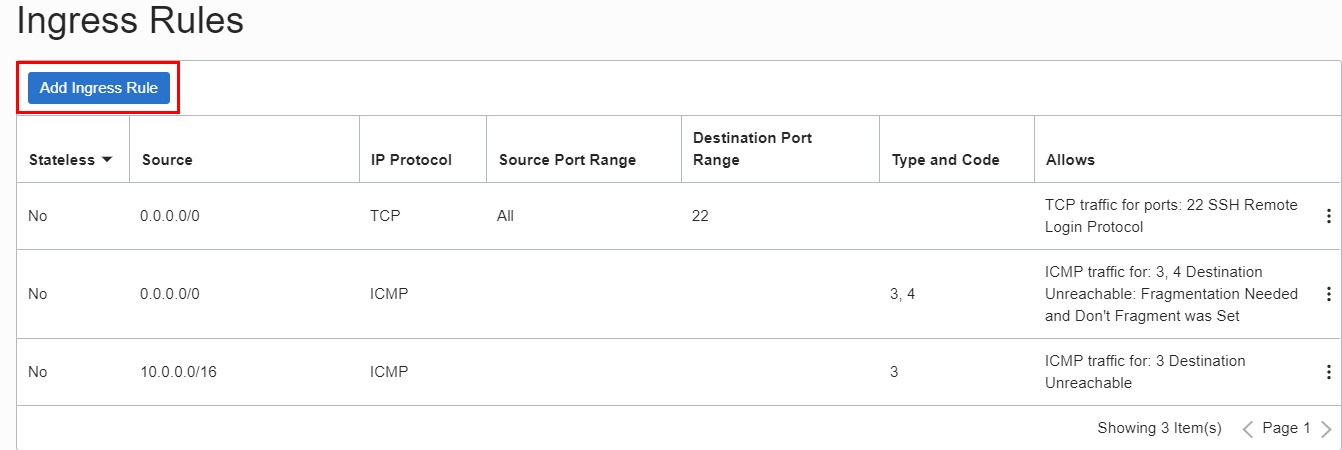 Ingress Rules
Add Ingress Rule
Stateless
Source
IP Protocol
Source Port Range
Destination Port
Range
Type and Code
Allows
No
0.0.0.0/0
TCP
All
22
TCP traffic for ports: 22 SSH Remote
Login Protocol
No
0.0.0.0/0
ICMP
3, 4
ICMP traffic for: 3, 4 Destination
Unreachable: Fragmentation Needed
and Don't Fragment was Set
No
10.0.0.0/16
ICMP
3
ICMP traffic for: 3 Destination
Unreachable
Showing 3 Item(s)
Page 1